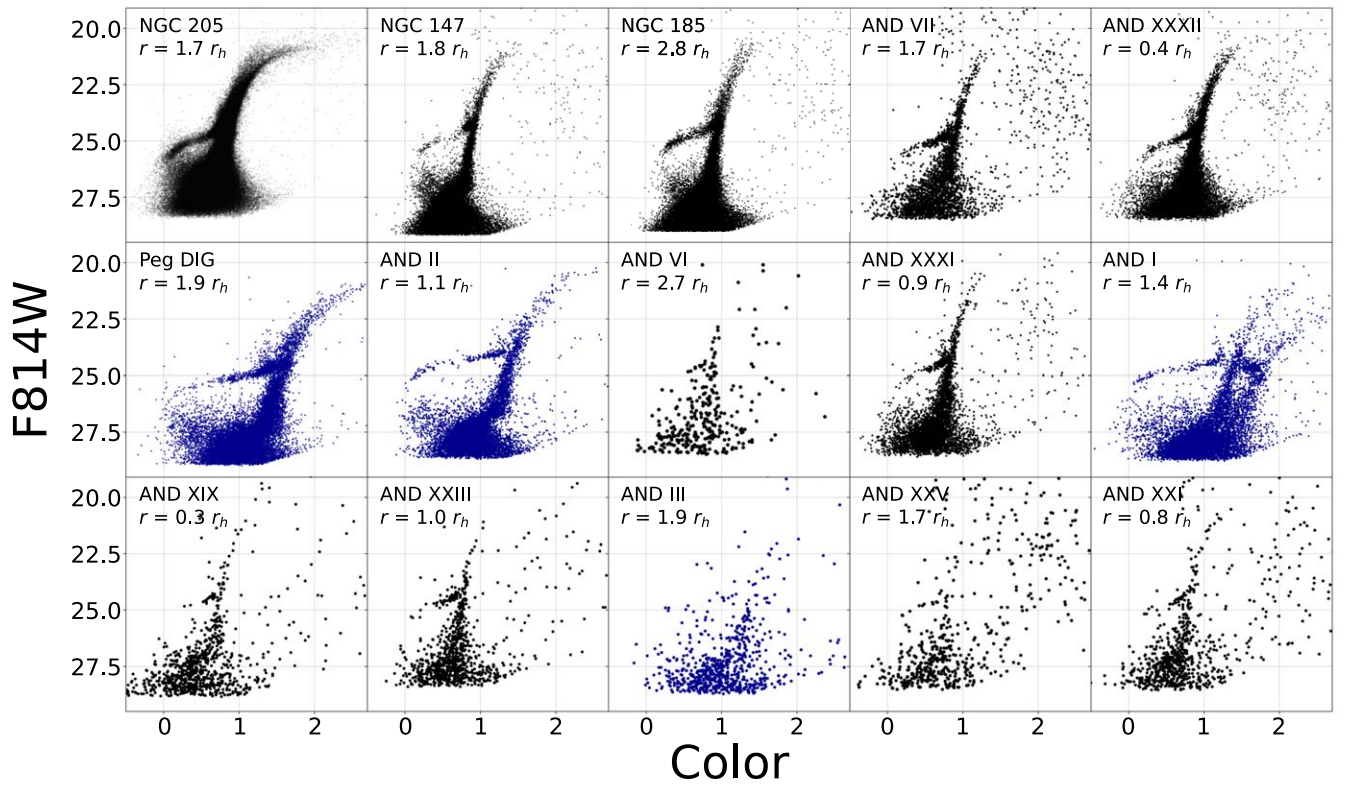 NGC 205
r = 1.7 r_h
NGC 147
r = 1.8 r_h
NGC 185
r = 2.8 r_h
AND VII
r = 1.7 r_h
AND XXXII
r = 0.4 r_h
Peg DIG
r = 1.9 r_h
AND II
r = 1.1 r_h
AND VI
r = 2.7 r_h
AND XXXI
r = 0.9 r_h
AND I
r = 1.4 r_h
AND XIX
r = 0.3 r_h
AND XXIII
r = 1.0 r_h
AND III
r = 1.9 r_h
AND XXV
r = 1.7 r_h
AND XXI
r = 0.8 r_h
20.0
22.5
25.0
27.5
20.0
22.5
25.0
27.5
20.0
22.5
25.0
27.5
F814W
0 1 2 0 1 2 0 1 2 0 1 2 0 1 2
Color